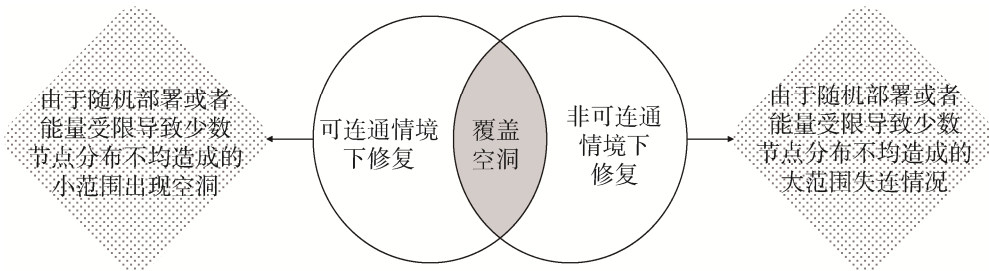 由于随机部署或者
能量受限导致少数
节点分布不均造成的
小范围出现空洞
可连通情境
下修复
覆盖
空洞
非可连通
情境下
修复
由于随机部署或者
能量受限导致少数
节点分布不均造成的
大范围失连情况